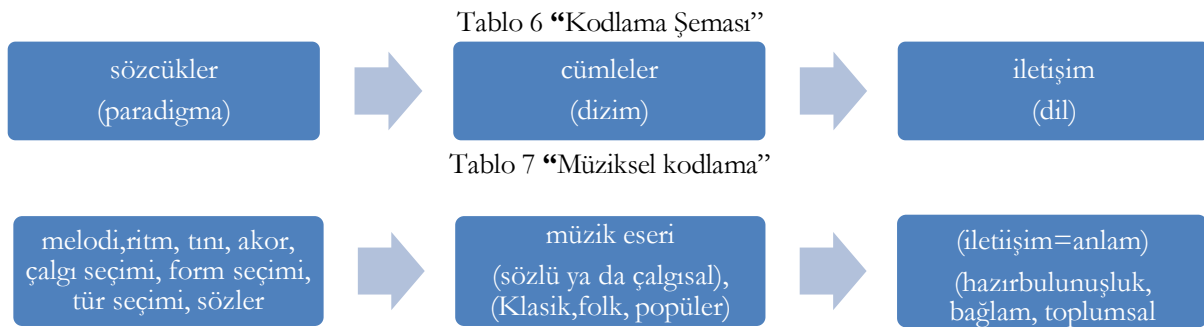 Tablo 6 “Kodlama Şeması”
sözcükler
(paradigma)
cümleler
(dizim)
iletişim
(dil)
Tablo 7 “Müziksel kodlama”
melodi,ritm, tını, akor,
çalgı seçimi, form seçimi,
tür seçimi, sözler
müzik eseri
(sözlü ya da çalgısal),
(Klasik,folk, popüler)
(iletiişim=anlam)
(hazırbulunuşluk,
bağlam, toplumsal